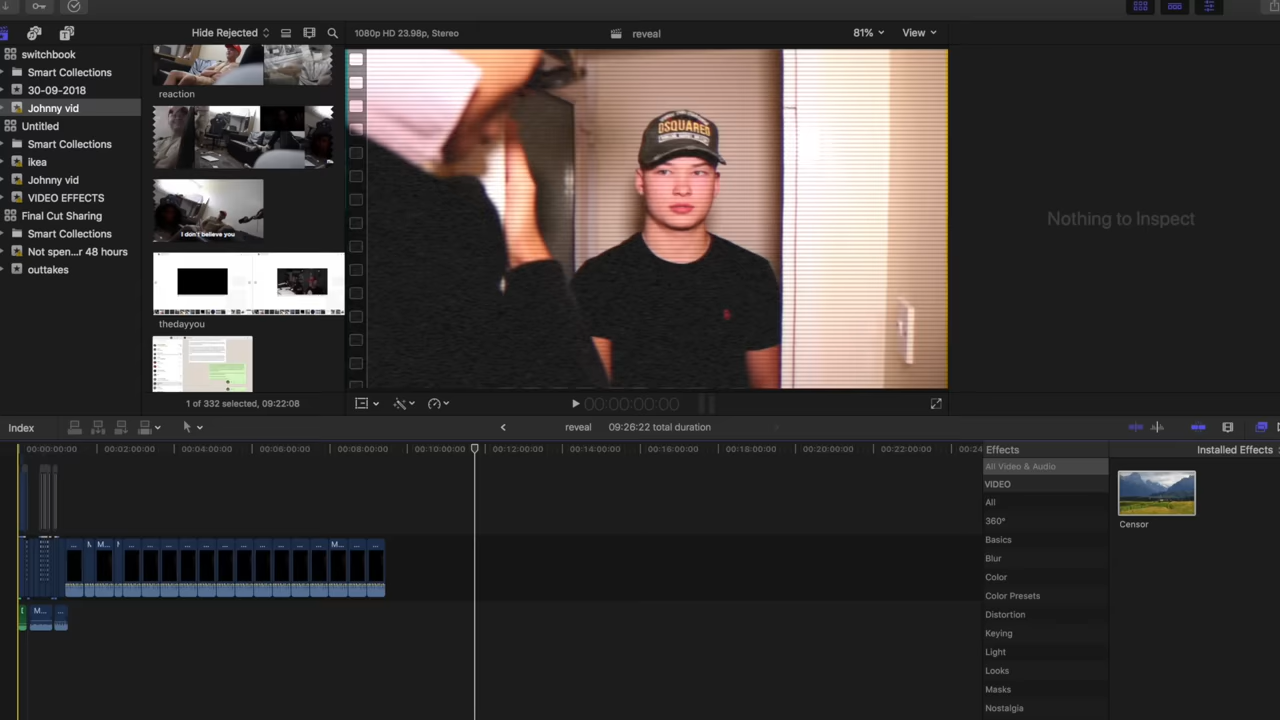 Hide Rejected
1080p HD 23.98p, Stereo
reveal
81%
View
switchbook
Smart Collections
30-09-2018
Johnny vid
Untitled
Smart Collections
ikea
Johnny vid
VIDEO EFFECTS
Final Cut Sharing
Smart Collections
Not spen...r 48 hours
outtakes
reaction
I don't believe you
thedayyou
1 of 332 selected, 09:22:08
DSQUARED
Nothing to Inspect
00:00:00:00
Index
reveal
09:26:22 total duration
00:00:00:00
00:02:00:00
00:04:00:00
00:06:00:00
00:08:00:00
00:10:00:00
00:12:00:00
00:14:00:00
00:16:00:00
00:18:00:00
00:20:00:00
00:22:00:00
00:24
M...
M...
M...
Effects
Installed Effects
All Video & Audio
VIDEO
All
360°
Basics
Blur
Color
Color Presets
Distortion
Keying
Light
Looks
Masks
Nostalgia
Censor